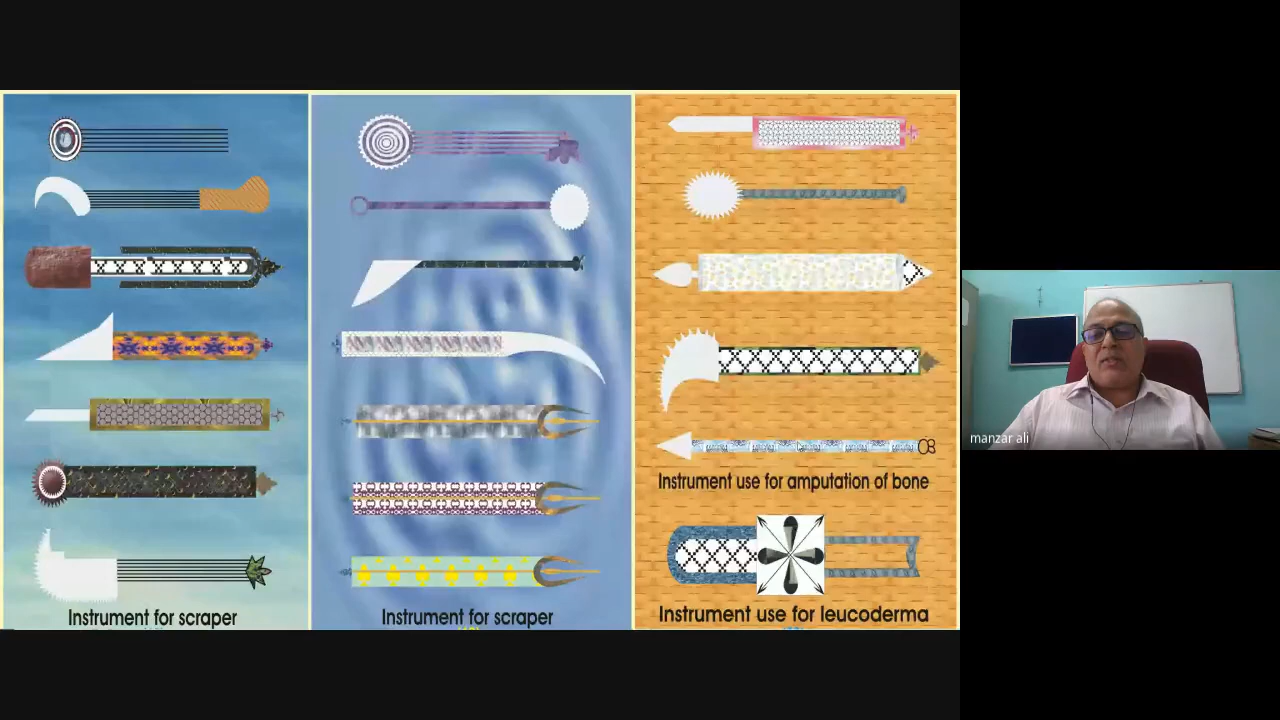 Instrument for scraper
Instrument for scraper
Instrument use for amputation of bone
Instrument use for leucoderma
manzar ali